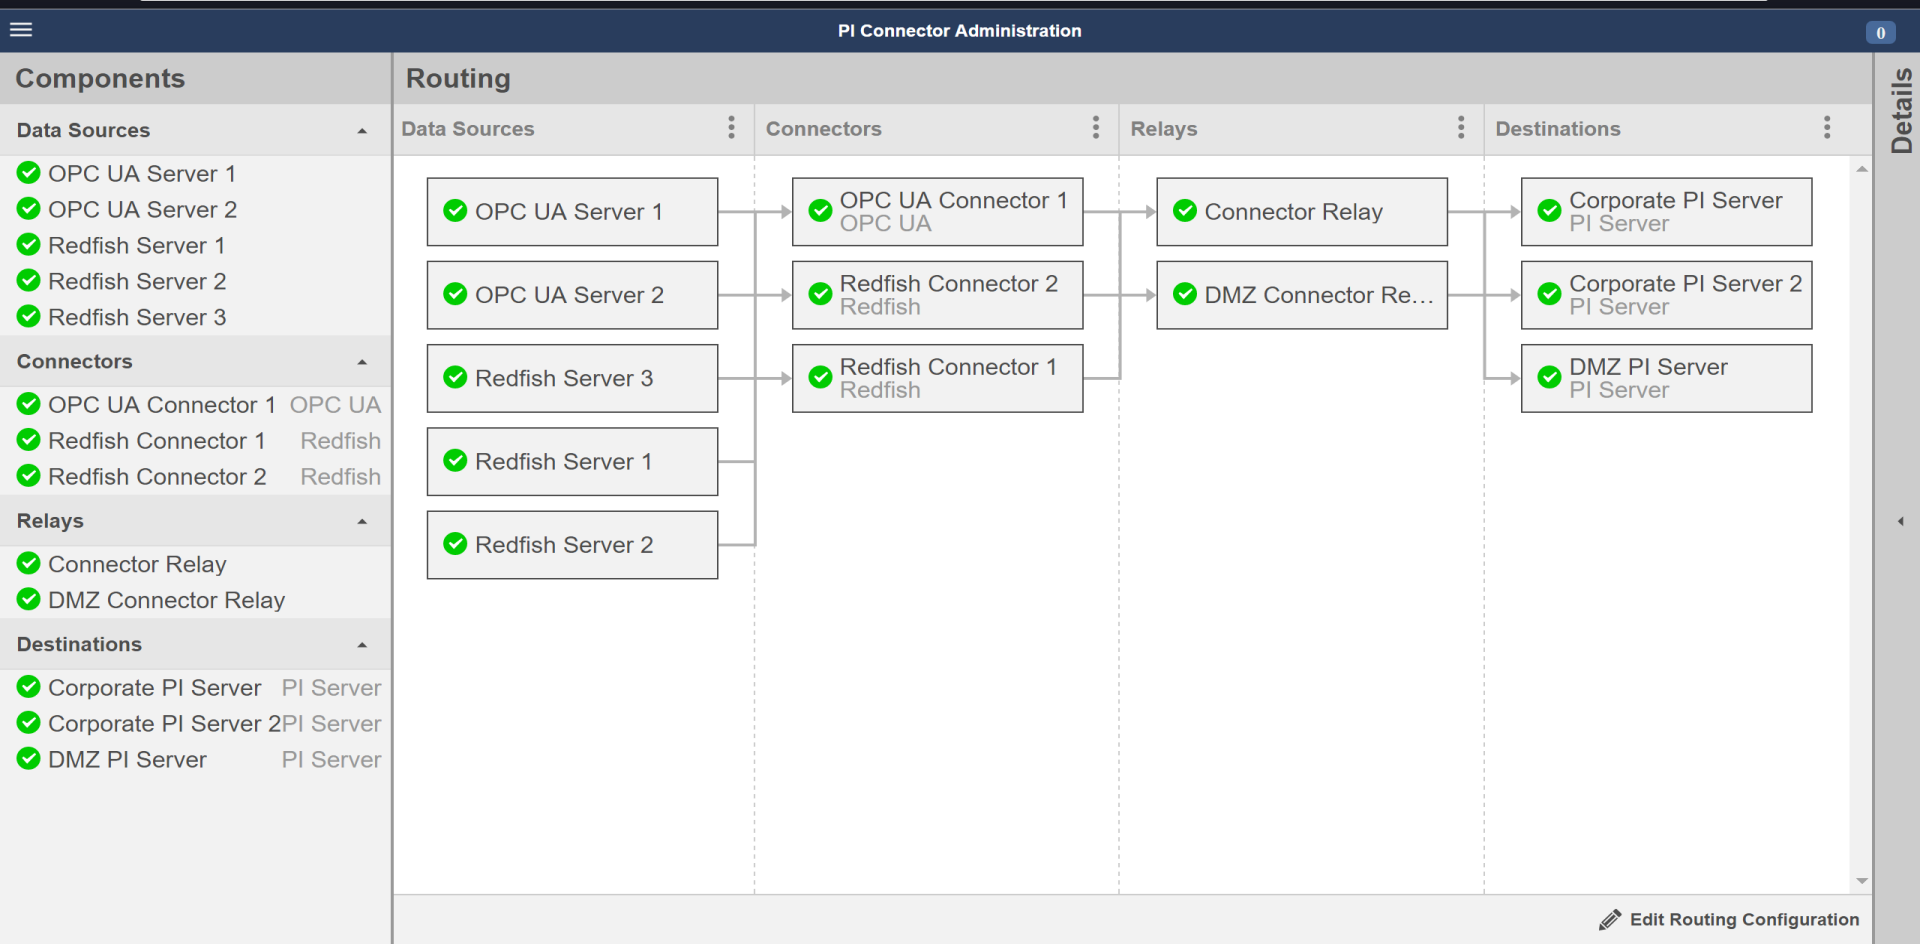 PI Connector Administration
0
Components
Data Sources
OPC UA Server 1
OPC UA Server 2
Redfish Server 1
Redfish Server 2
Redfish Server 3
Connectors
OPC UA Connector 1 OPC UA
Redfish Connector 1 Redfish
Redfish Connector 2 Redfish
Relays
Connector Relay
DMZ Connector Relay
Destinations
Corporate PI Server PI Server
Corporate PI Server 2PI Server
DMZ PI Server PI Server
Routing
Data Sources
OPC UA Server 1
OPC UA Server 2
Redfish Server 3
Redfish Server 1
Redfish Server 2
Connectors
OPC UA Connector 1
OPC UA
Redfish Connector 2
Redfish
Redfish Connector 1
Redfish
Relays
Connector Relay
DMZ Connector Re...
Destinations
Corporate PI Server
PI Server
Corporate PI Server 2
PI Server
DMZ PI Server
PI Server
Edit Routing Configuration
Details